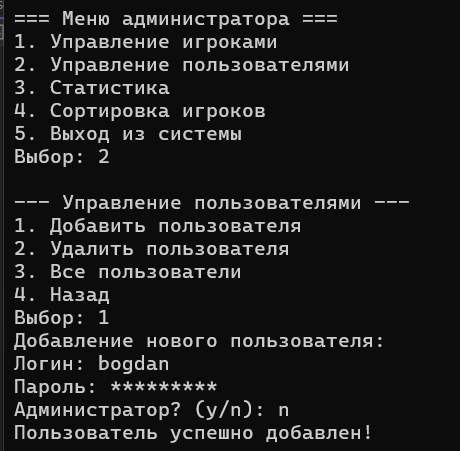 === Меню администратора ===
1. Управление игроками
2. Управление пользователями
3. Статистика
4. Сортировка игроков
5. Выход из системы
Выбор: 2
--- Управление пользователями ---
1. Добавить пользователя
2. Удалить пользователя
3. Все пользователи
4. Назад
Выбор: 1
Добавление нового пользователя:
Логин: bogdan
Пароль: *********
Администратор? (y/n): n
Пользователь успешно добавлен!